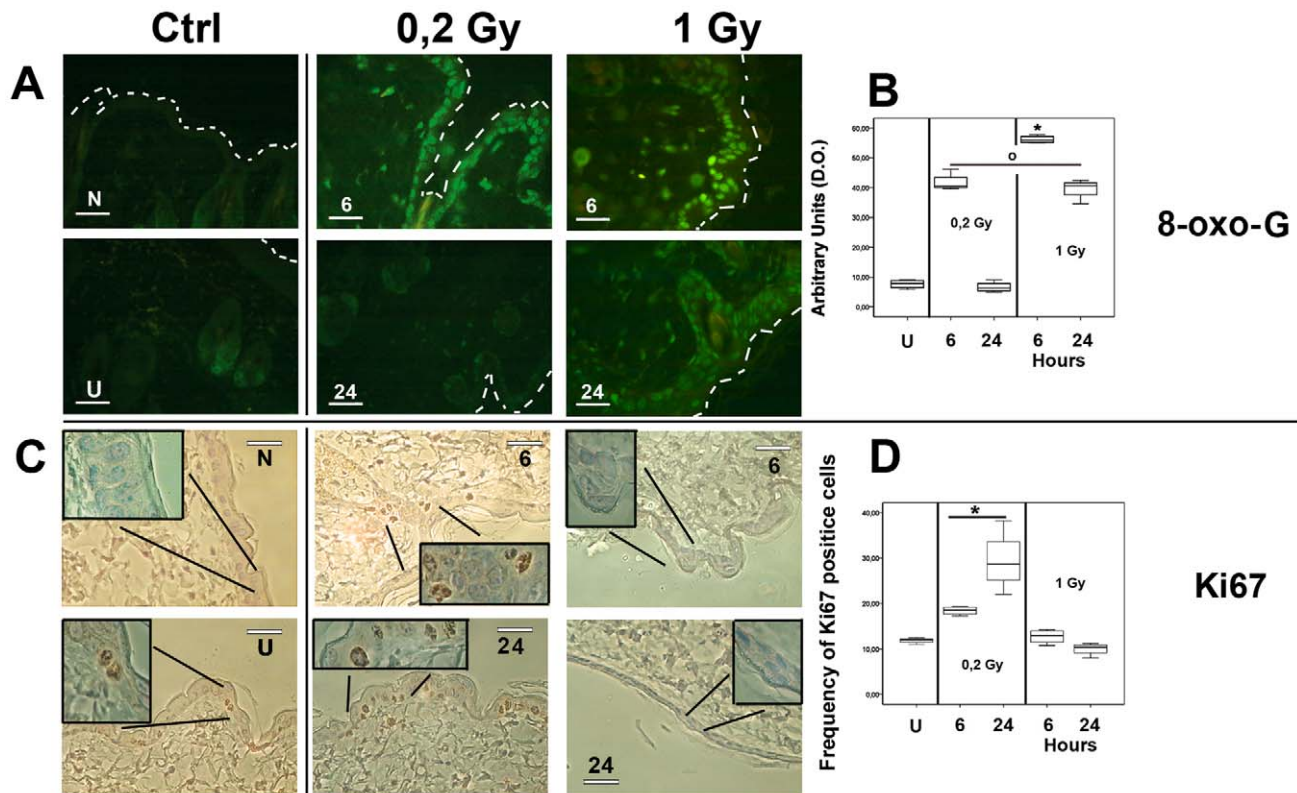 Ctrl 0,2 Gy 1 Gy
A
N
6
6
U
24
24
B
Arbitrary Units (D.O.)
60,00
50,00
40,00
30,00
20,00
10,00
0,00
*
o
0,2 Gy
1 Gy
U 6 24 6 24
Hours
8-oxo-G
C
N
6
6
U
24
24
D
Frequency of Ki67 positice cells
40,00
30,00
20,00
10,00
0,00
*
1 Gy
0,2 Gy
U 6 24 6 24
Hours
Ki67